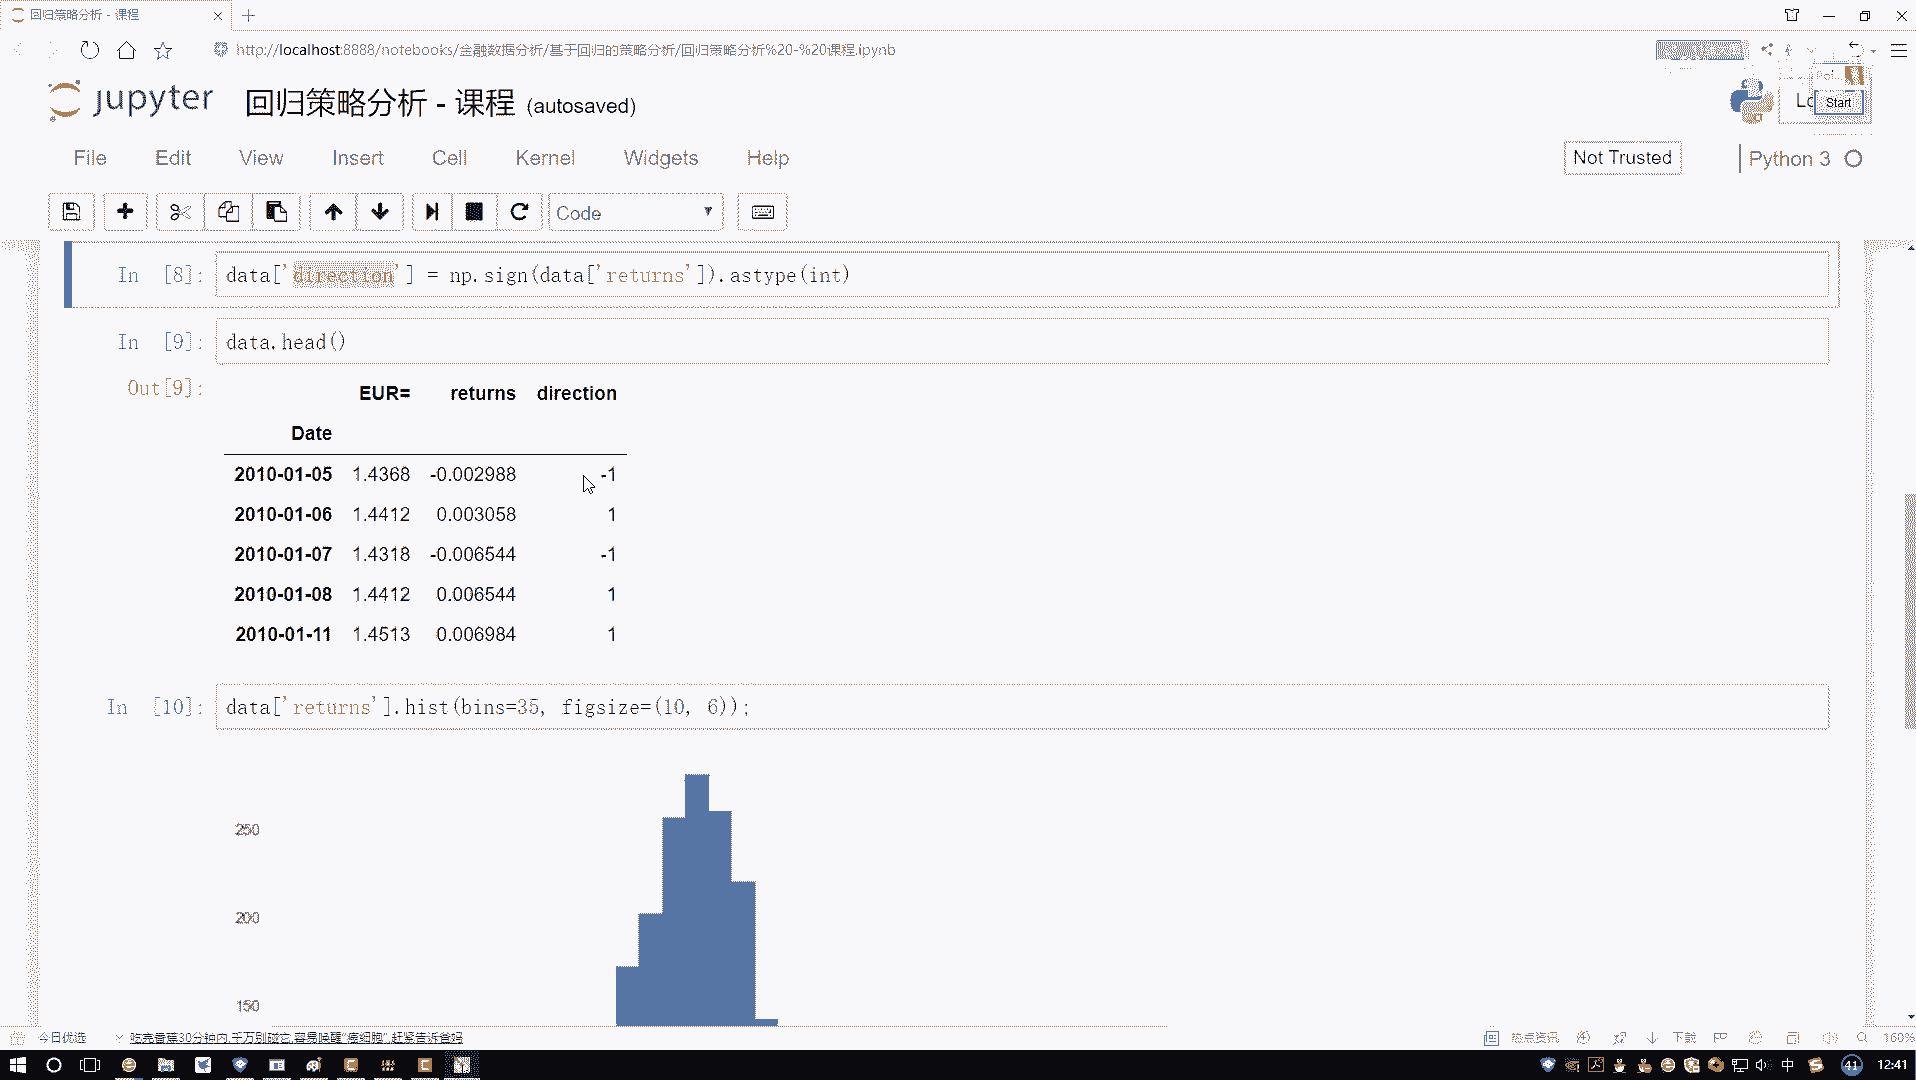 回归策略分析 - 课程
http://localhost:8888/notebooks/金融数据分析/基于回归的策略分析/回归策略分析%20-%20课程.ipynb
jupyter 回归策略分析 - 课程 (autosaved)
Start
File Edit View Insert Cell Kernel Widgets Help
Not Trusted
Python 3
Code
In [8]: data['direction'] = np.sign(data['returns']).astype(int)
In [9]: data.head()
Out[9]:
EUR= returns direction
Date
2010-01-05 1.4368 -0.002988 -1
2010-01-06 1.4412 0.003058 1
2010-01-07 1.4318 -0.006544 -1
2010-01-08 1.4412 0.006544 1
2010-01-11 1.4513 0.006984 1
In [10]: data['returns'].hist(bins=35, figsize=(10, 6));
250
200
150
今日优选 吃完香蕉30分钟内,千万别碰它,容易唤醒"癌细胞",赶紧告诉爸妈
热点资讯 下载 160%
中 41 12:41